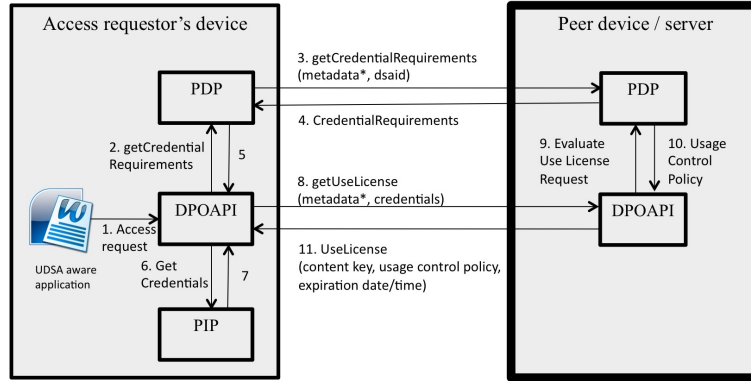 Access requestor's device
Peer device / server
3. getCredentialRequirements
(metadata*, dsaid)
PDP
PDP
4. CredentialRequirements
2. getCredential
Requirements
5
9. Evaluate
Use License
Request
10. Usage
Control
Policy
8. getUseLicense
(metadata*, credentials)
W
DPOAPI
DPOAPI
1. Access
request
UDSA aware
application
6. Get
Credentials
7
11. UseLicense
(content key, usage control policy,
expiration date/time)
PIP